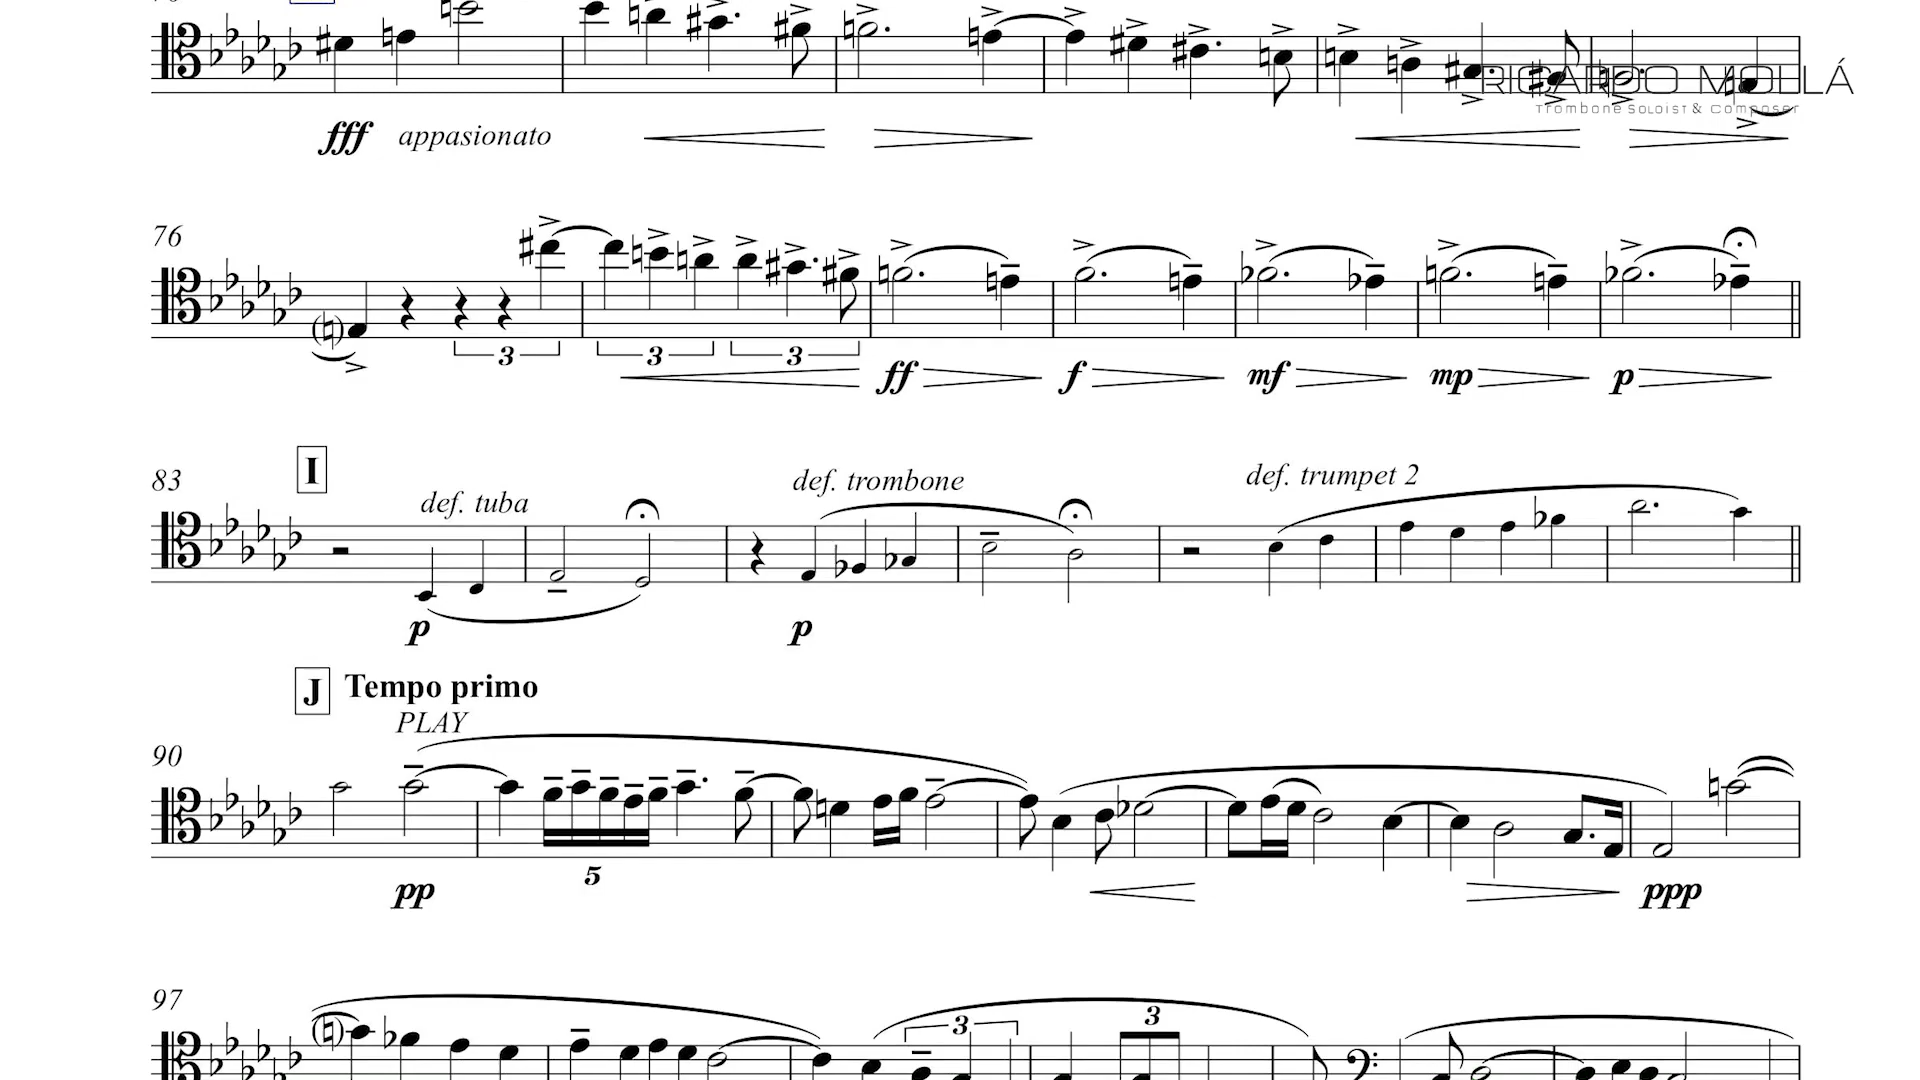 fff appasionato
RICARDO MOLLÁ
Trombone Soloist & Composer
76
3 3 3
ff f mf mp p
I
83
def. tuba def. trombone def. trumpet 2
p p
J Tempo primo
PLAY
90
5
pp ppp
97
3 3